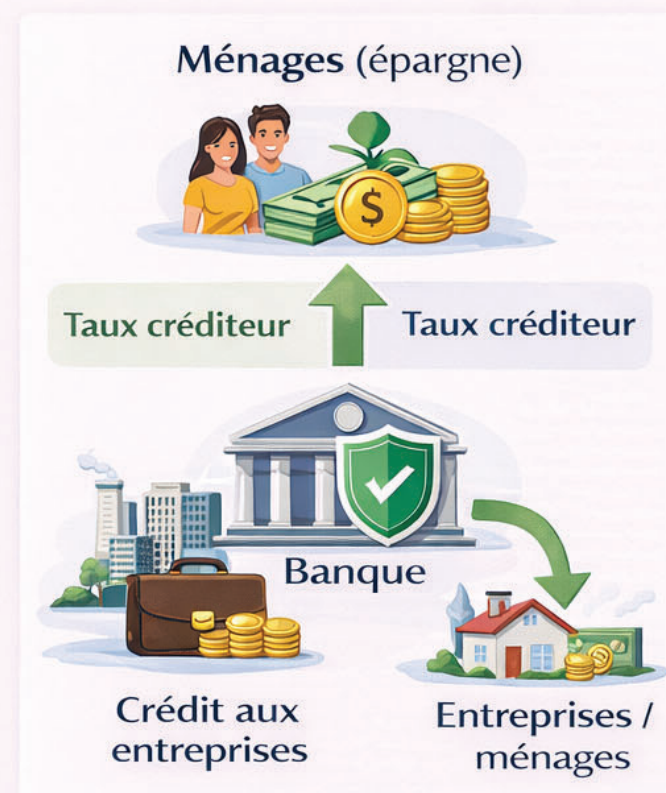 Ménages (épargne)
$
Taux créditeur
Taux créditeur
Banque
Crédit aux
entreprises
Entreprises /
ménages